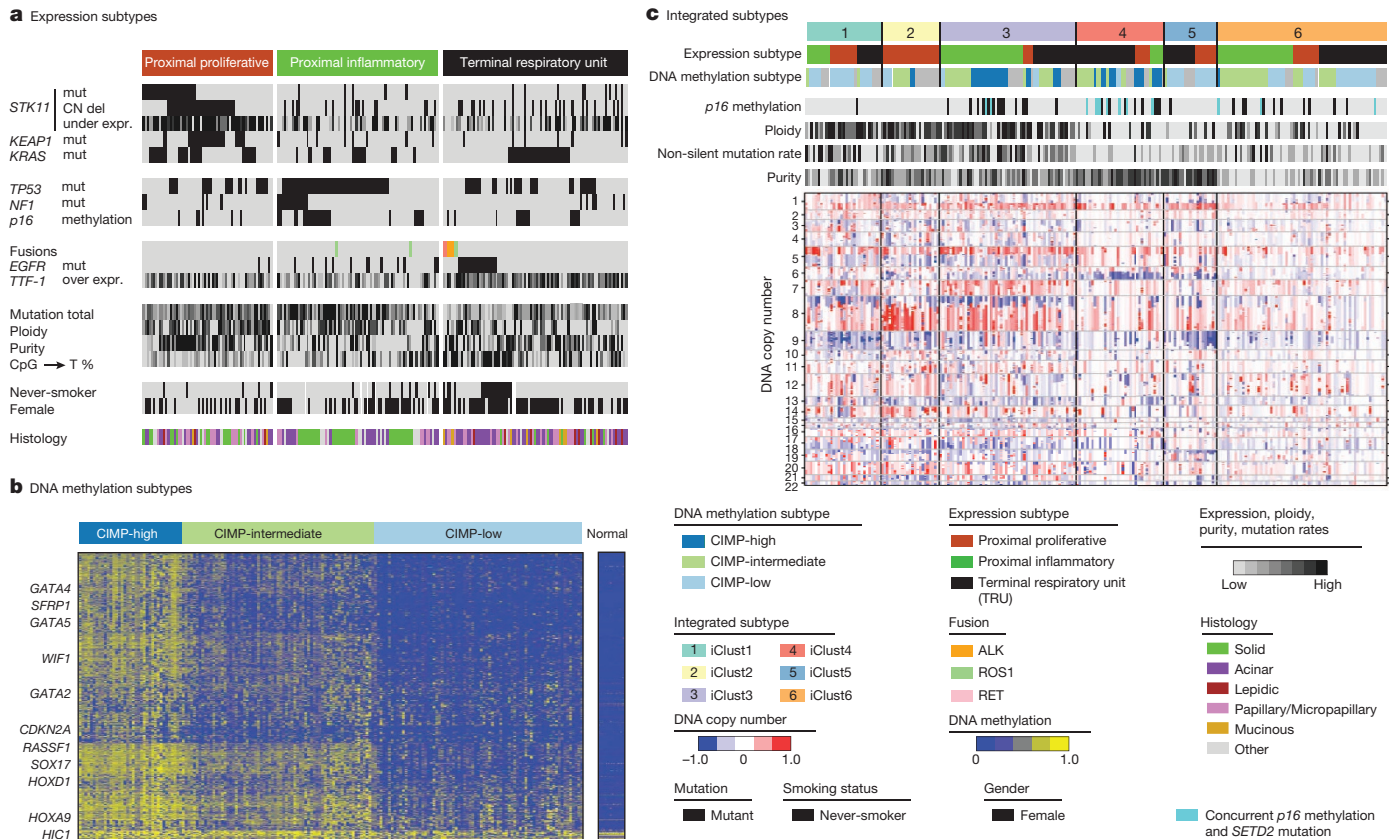 a Expression subtypes
Proximal proliferative Proximal inflammatory Terminal respiratory unit
STK11 mut
CN del
under expr.
KEAP1 mut
KRAS mut
TP53 mut
NF1 mut
p16 methylation
Fusions
EGFR mut
TTF-1 over expr.
Mutation total
Ploidy
Purity
CpG → T %
Never-smoker
Female
Histology
b DNA methylation subtypes
CIMP-high CIMP-intermediate CIMP-low Normal
GATA4
SFRP1
GATA5
WIF1
GATA2
CDKN2A
RASSF1
SOX17
HOXD1
HOXA9
HIC1
c Integrated subtypes
1 2 3 4 5 6
Expression subtype
DNA methylation subtype
p16 methylation
Ploidy
Non-silent mutation rate
Purity
DNA copy number
1
2
3
4
5
6
7
8
9
10
11
12
13
14
15
16
17
18
19
20
21
22
DNA methylation subtype
CIMP-high
CIMP-intermediate
CIMP-low
Expression subtype
Proximal proliferative
Proximal inflammatory
Terminal respiratory unit
(TRU)
Expression, ploidy,
purity, mutation rates
Low High
Integrated subtype
1 iClust1 4 iClust4
2 iClust2 5 iClust5
3 iClust3 6 iClust6
Fusion
ALK
ROS1
RET
Histology
Solid
Acinar
Lepidic
Papillary/Micropapillary
Mucinous
Other
DNA copy number
−1.0 0 1.0
DNA methylation
0 1.0
Mutation
Mutant
Smoking status
Never-smoker
Gender
Female
Concurrent p16 methylation
and SETD2 mutation